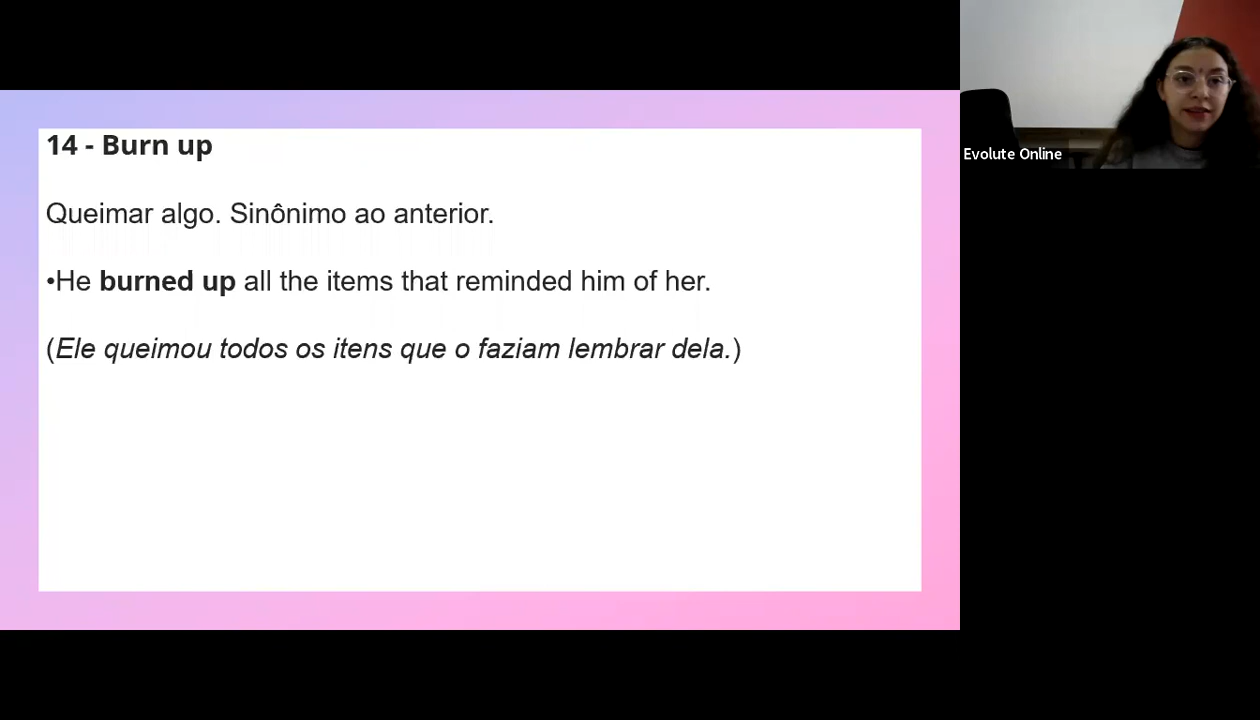 14 - Burn up
Queimar algo. Sinônimo ao anterior.
•He burned up all the items that reminded him of her.
(Ele queimou todos os itens que o faziam lembrar dela.)
Evolute Online